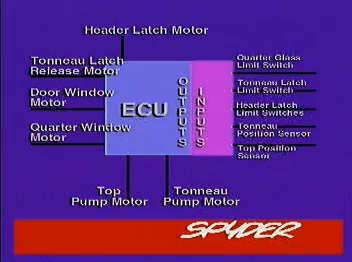 Header Latch Motor
Tonneau Latch
Release Motor
Door Window
Motor
Quarter Window
Motor
ECU
OUTPUTS
INPUTS
Quarter Glass
Limit Switch
Tonneau Latch
Limit Switch
Header Latch
Limit Switches
Tonneau
Position Sensor
Top Position
Sensor
Top
Pump Motor
Tonneau
Pump Motor
SPYDER